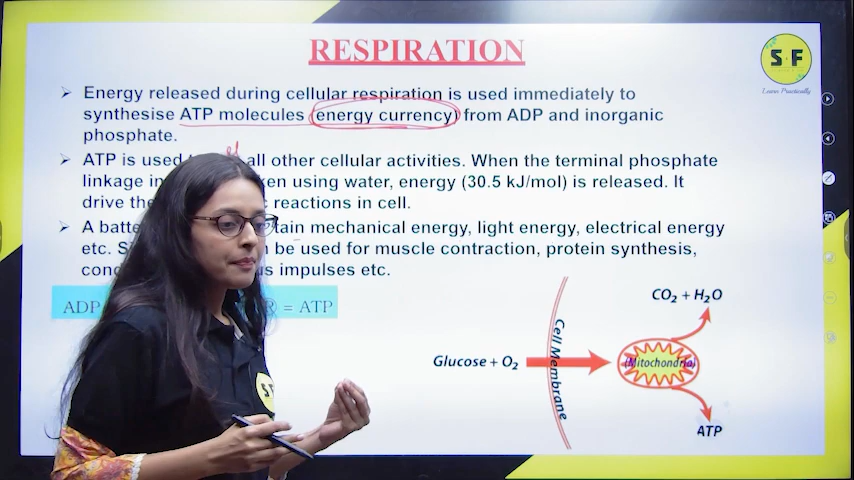 RESPIRATION
S F
Learn Practically
Energy released during cellular respiration is used immediately to
synthesise ATP molecules (energy currency) from ADP and inorganic
phosphate.
ATP is used all other cellular activities. When the terminal phosphate
linkage in using water, energy (30.5 kJ/mol) is released. It
drive the reactions in cell.
A mechanical energy, light energy, electrical energy
etc. be used for muscle contraction, protein synthesis,
impulses etc.
ADP = ATP
CO₂ + H₂O
Glucose + O₂
Cell Membrane
(Mitochondria)
ATP
S F